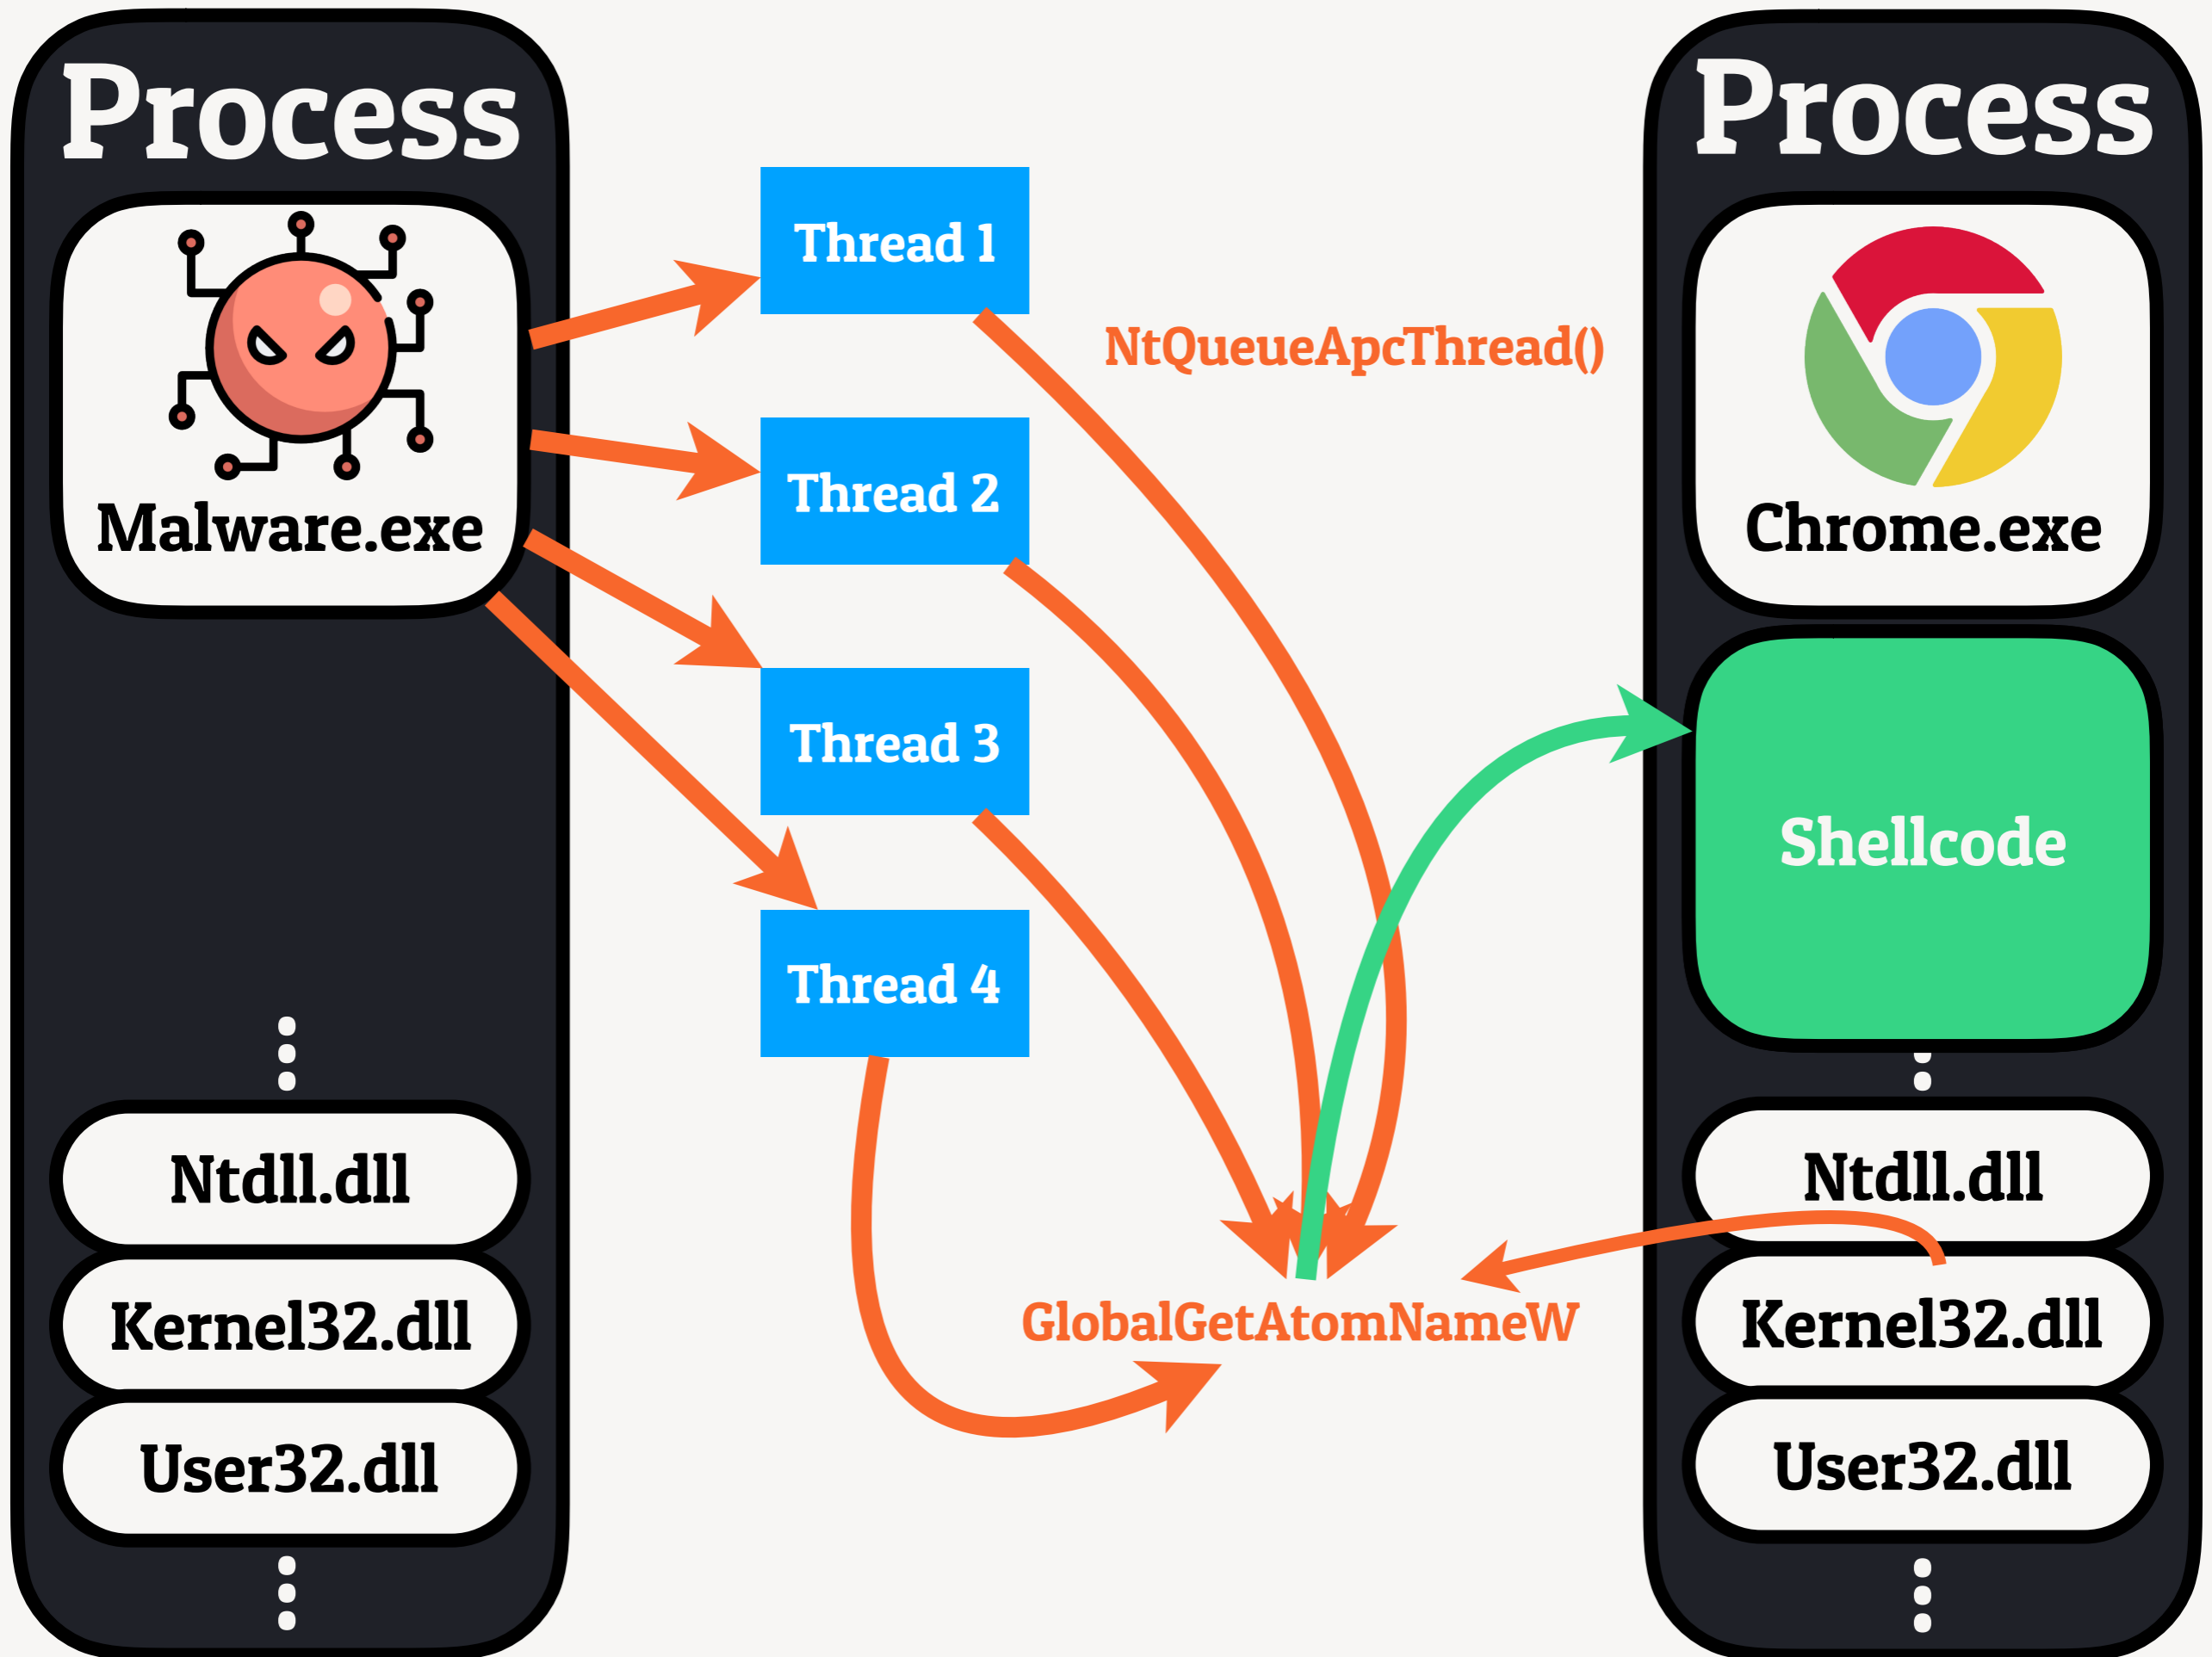 Process
Malware.exe
Ntdll.dll
Kernel32.dll
User32.dll
Thread 1
Thread 2
Thread 3
Thread 4
NtQueueApcThread()
GlobalGetAtomNameW
Process
Chrome.exe
Shellcode
Ntdll.dll
Kernel32.dll
User32.dll